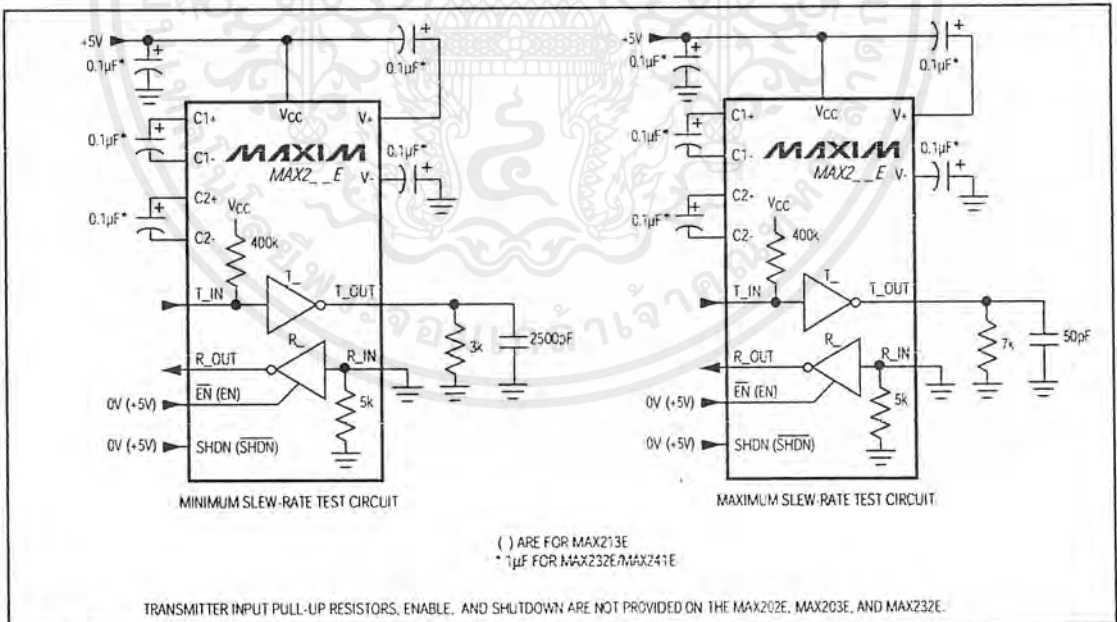 +5V
0.1µF*
+
0.1µF*
+
VCC
V+
C1+
0.1µF*
+
C1-
MAXIM
MAX2_ _E
0.1µF*
V-
+
C2+
0.1µF*
+
C2-
VCC
400k
T_IN
T_
T_OUT
3k
2500pF
R_OUT
R_
R_IN
0V (+5V)
EN (EN)
5k
0V (+5V)
SHDN (SHDN)
MINIMUM SLEW-RATE TEST CIRCUIT
+5V
0.1µF*
+
0.1µF*
+
VCC
V+
C1+
0.1µF*
+
C1-
MAXIM
MAX2_ _E
0.1µF*
V-
+
C2+
0.1µF*
+
C2-
VCC
400k
T_IN
T_
T_OUT
7k
50pF
R_OUT
R_
R_IN
0V (+5V)
EN (EN)
5k
0V (+5V)
SHDN (SHDN)
MAXIMUM SLEW-RATE TEST CIRCUIT
( ) ARE FOR MAX213E
* 1µF FOR MAX232E/MAX241E
TRANSMITTER INPUT PULL-UP RESISTORS, ENABLE, AND SHUTDOWN ARE NOT PROVIDED ON THE MAX202E, MAX203E, AND MAX232E.